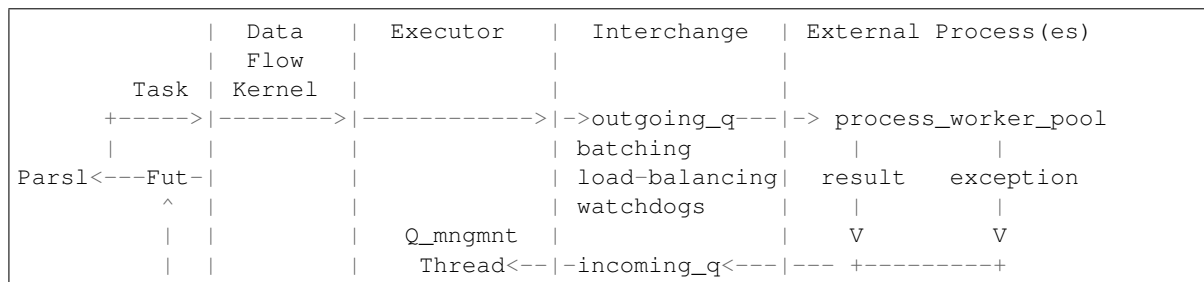 |  Data   |  Executor   |  Interchange  | External Process(es)
              |  Flow   |             |               |
         Task | Kernel  |             |               |
       +----->|-------->|------------>|->outgoing_q---|-> process_worker_pool
       |      |         |             | batching      |    |         |
 Parsl<---Fut-|         |             | load-balancing|  result   exception
           ^  |         |             | watchdogs     |    |         |
           |  |         |   Q_mngmnt  |               |    V         V
           |  |         |    Thread<--|-incoming_q<---|--- +---------+